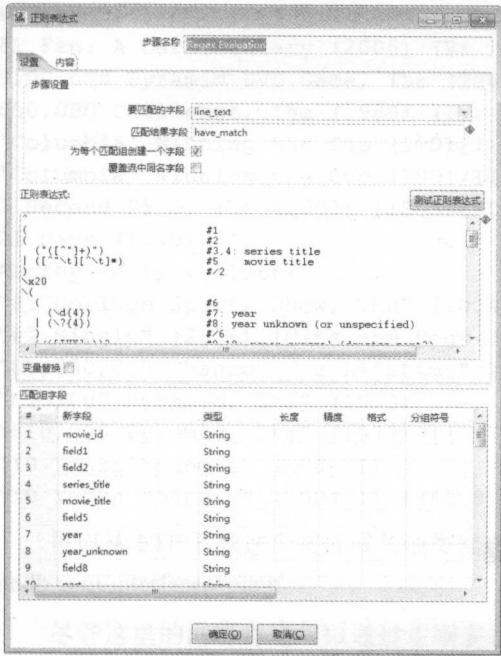 正则表达式
步骤名称 Regex Evaluation
设置 内容
步骤设置
要匹配的字段 line_text
匹配结果字段 have_match
为每个匹配组创建一个字段
覆盖流中同名字段
正则表达式:
测试正则表达式
^
( #1
( #2
("([^"]+)") #3,4: series title
| ([^"\t][^\t]*) #5 movie title
) #/2
\x20
\(
( #6
(\d{4}) #7: year
| (\?{4}) #8: year unknown (or unspecified)
) #/6
变量替换
匹配组字段
# 新字段 类型 长度 精度 格式 分组符号
1 movie_id String
2 field1 String
3 field2 String
4 series_title String
5 movie_title String
6 field5 String
7 year String
8 year_unknown String
9 field8 String
10 part String
确定(O) 取消(C)